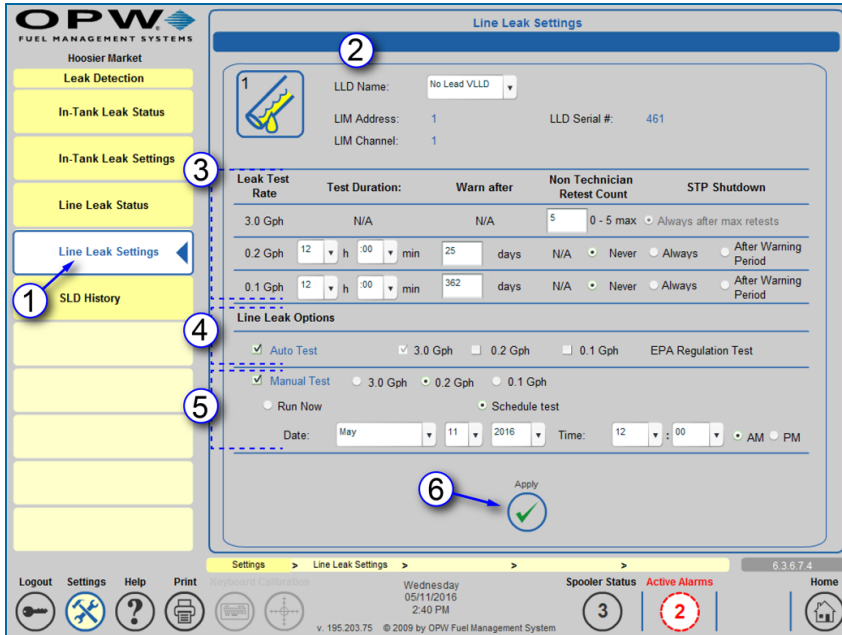 OPW
FUEL MANAGEMENT SYSTEMS
Hoosier Market
Leak Detection
In-Tank Leak Status
In-Tank Leak Settings
Line Leak Status
Line Leak Settings
SLD History
1
Line Leak Settings
2
1
LLD Name: No Lead VLLD
LIM Address: 1 LLD Serial #: 461
LIM Channel: 1
3
Leak Test Rate Test Duration: Warn after Non Technician Retest Count STP Shutdown
3.0 Gph N/A N/A 5 0 - 5 max Always after max retests
0.2 Gph 12 h :00 min 25 days N/A Never Always After Warning Period
0.1 Gph 12 h :00 min 362 days N/A Never Always After Warning Period
4
Line Leak Options
Auto Test 3.0 Gph 0.2 Gph 0.1 Gph EPA Regulation Test
5
Manual Test 3.0 Gph 0.2 Gph 0.1 Gph
Run Now Schedule test
Date: May 11 2016 Time: 12 : 00 AM PM
6
Apply
Settings > Line Leak Settings > > > 6.3.6.7.4
Logout Settings Help Print Keyboard Calibration Wednesday Spooler Status Active Alarms Home
05/11/2016
2:40 PM
? 3 2
v. 195.203.75 © 2009 by OPW Fuel Management System